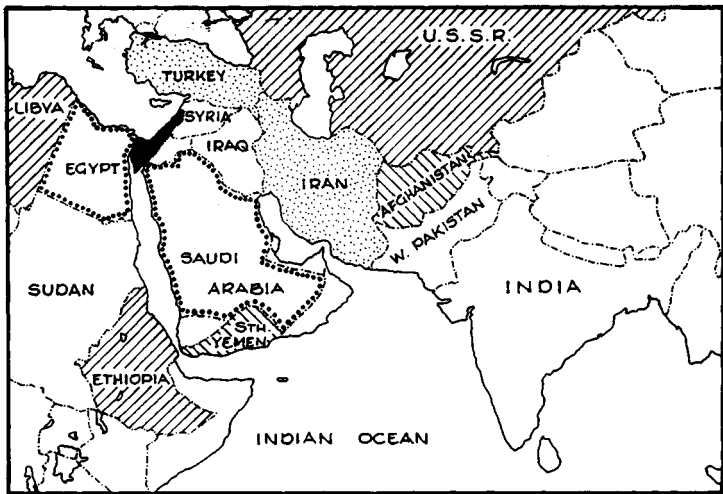 U.S.S.R.
TURKEY
LIBYA
SYRIA
IRAQ
EGYPT
IRAN
AFGHANISTAN
W. PAKISTAN
SAUDI
ARABIA
SUDAN
INDIA
STH.
YEMEN
ETHIOPIA
INDIAN OCEAN